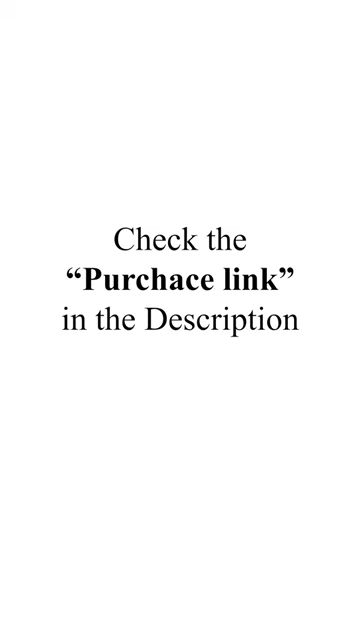 Check the
“Purchace link”
in the Description